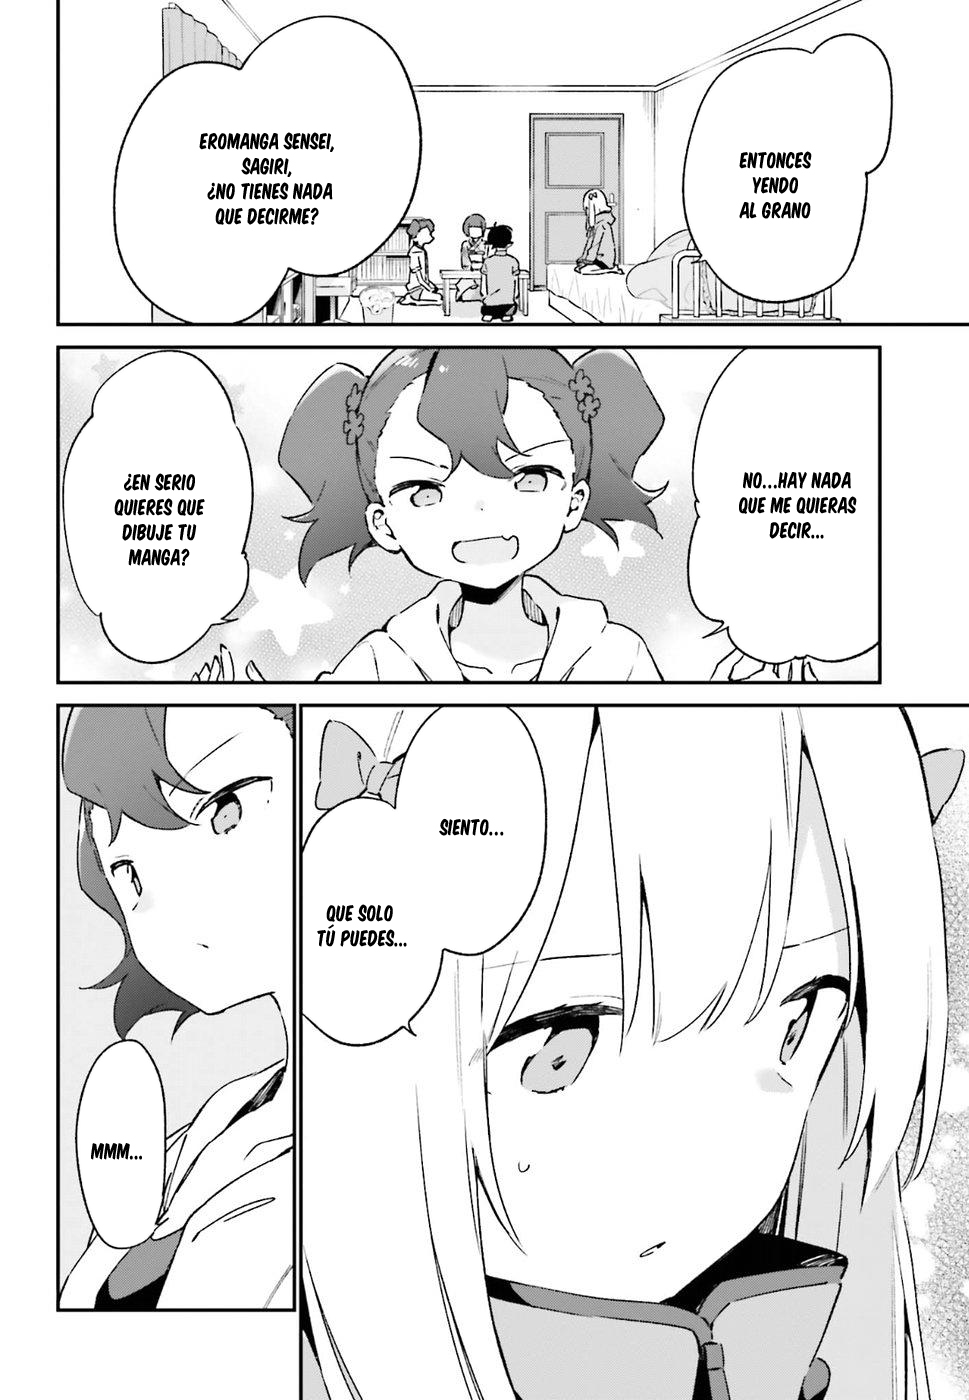 ENTONCES
YENDO
AL GRANO
EROMANGA SENSEI,
SAGIRI,
¿NO TIENES NADA
QUE DECIRME?
NO...HAY NADA
QUE ME QUIERAS
DECIR...
¿EN SERIO
QUIERES QUE
DIBUJE TU
MANGA?
SIENTO...
QUE SOLO
TÚ PUEDES...
MMM...